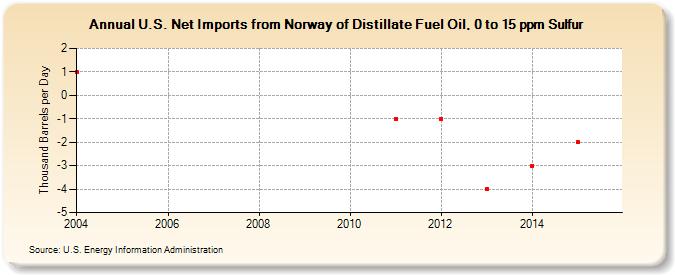 Annual U.S. Net Imports from Norway of Distillate Fuel Oil, 0 to 15 ppm Sulfur
Thousand Barrels per Day
2
1
0
-1
-2
-3
-4
-5
2004 2006 2008 2010 2012 2014
Source: U.S. Energy Information Administration